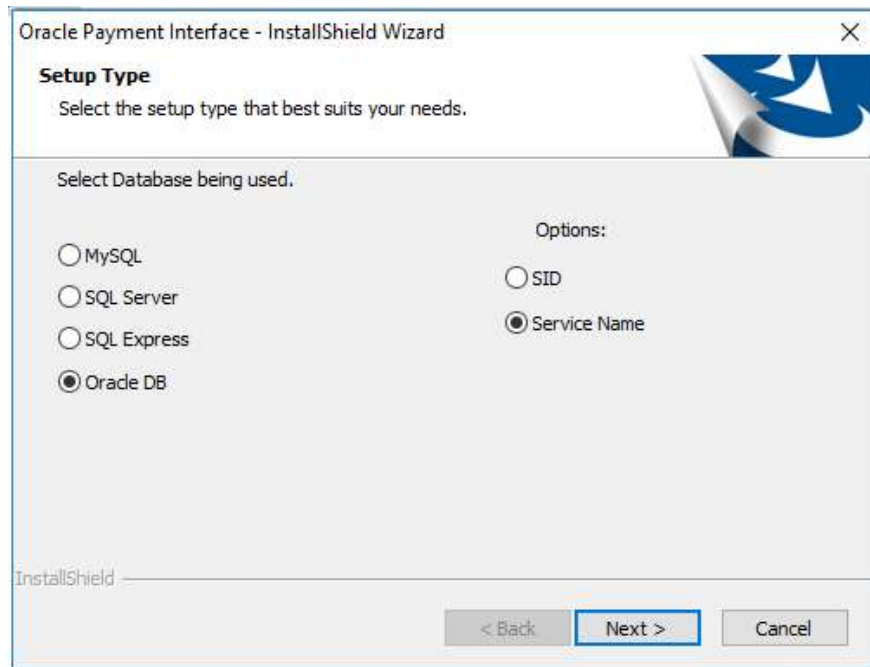 Oracle Payment Interface - InstallShield Wizard
Setup Type
Select the setup type that best suits your needs.
Select Database being used.
Options:
MySQL
SID
SQL Server
Service Name
SQL Express
Oracle DB
InstallShield
< Back
Next >
Cancel